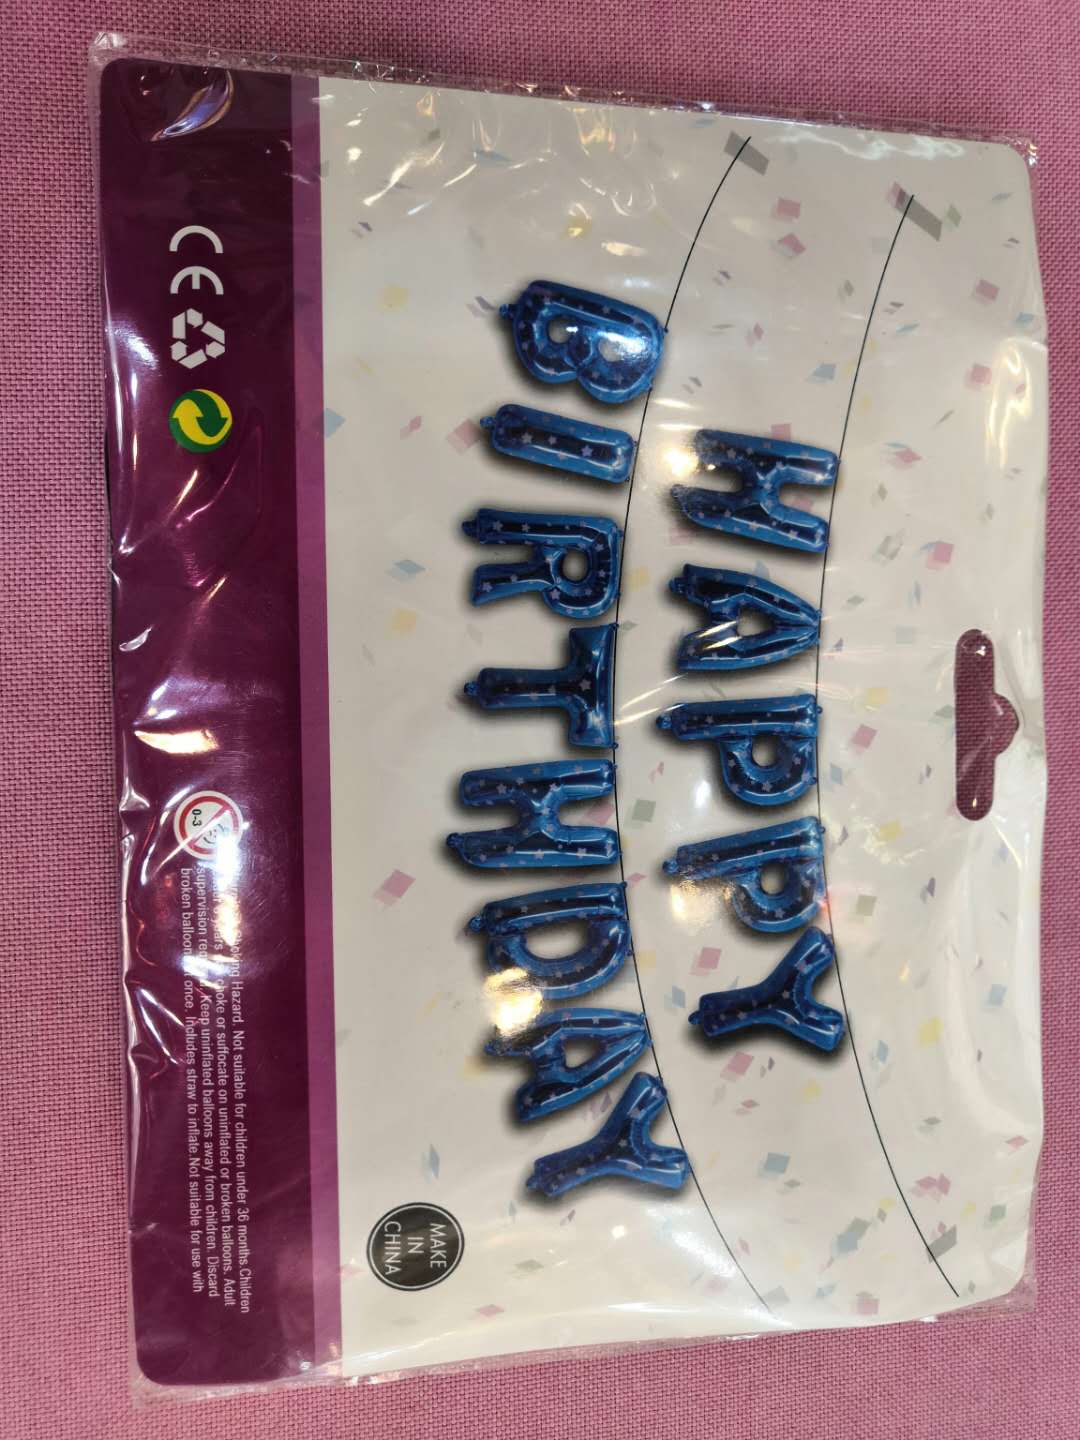 HAPPY
BIRTHDAY
MAKE
IN
CHINA
CE
0-3
Hazard. Not suitable for children under 36 months.Children
choke or suffocate on uninflated or broken balloons. Adult
supervision Keep uninflated balloons away from children. Discard
broken once. Includes straw to inflate.Not suitable for use with